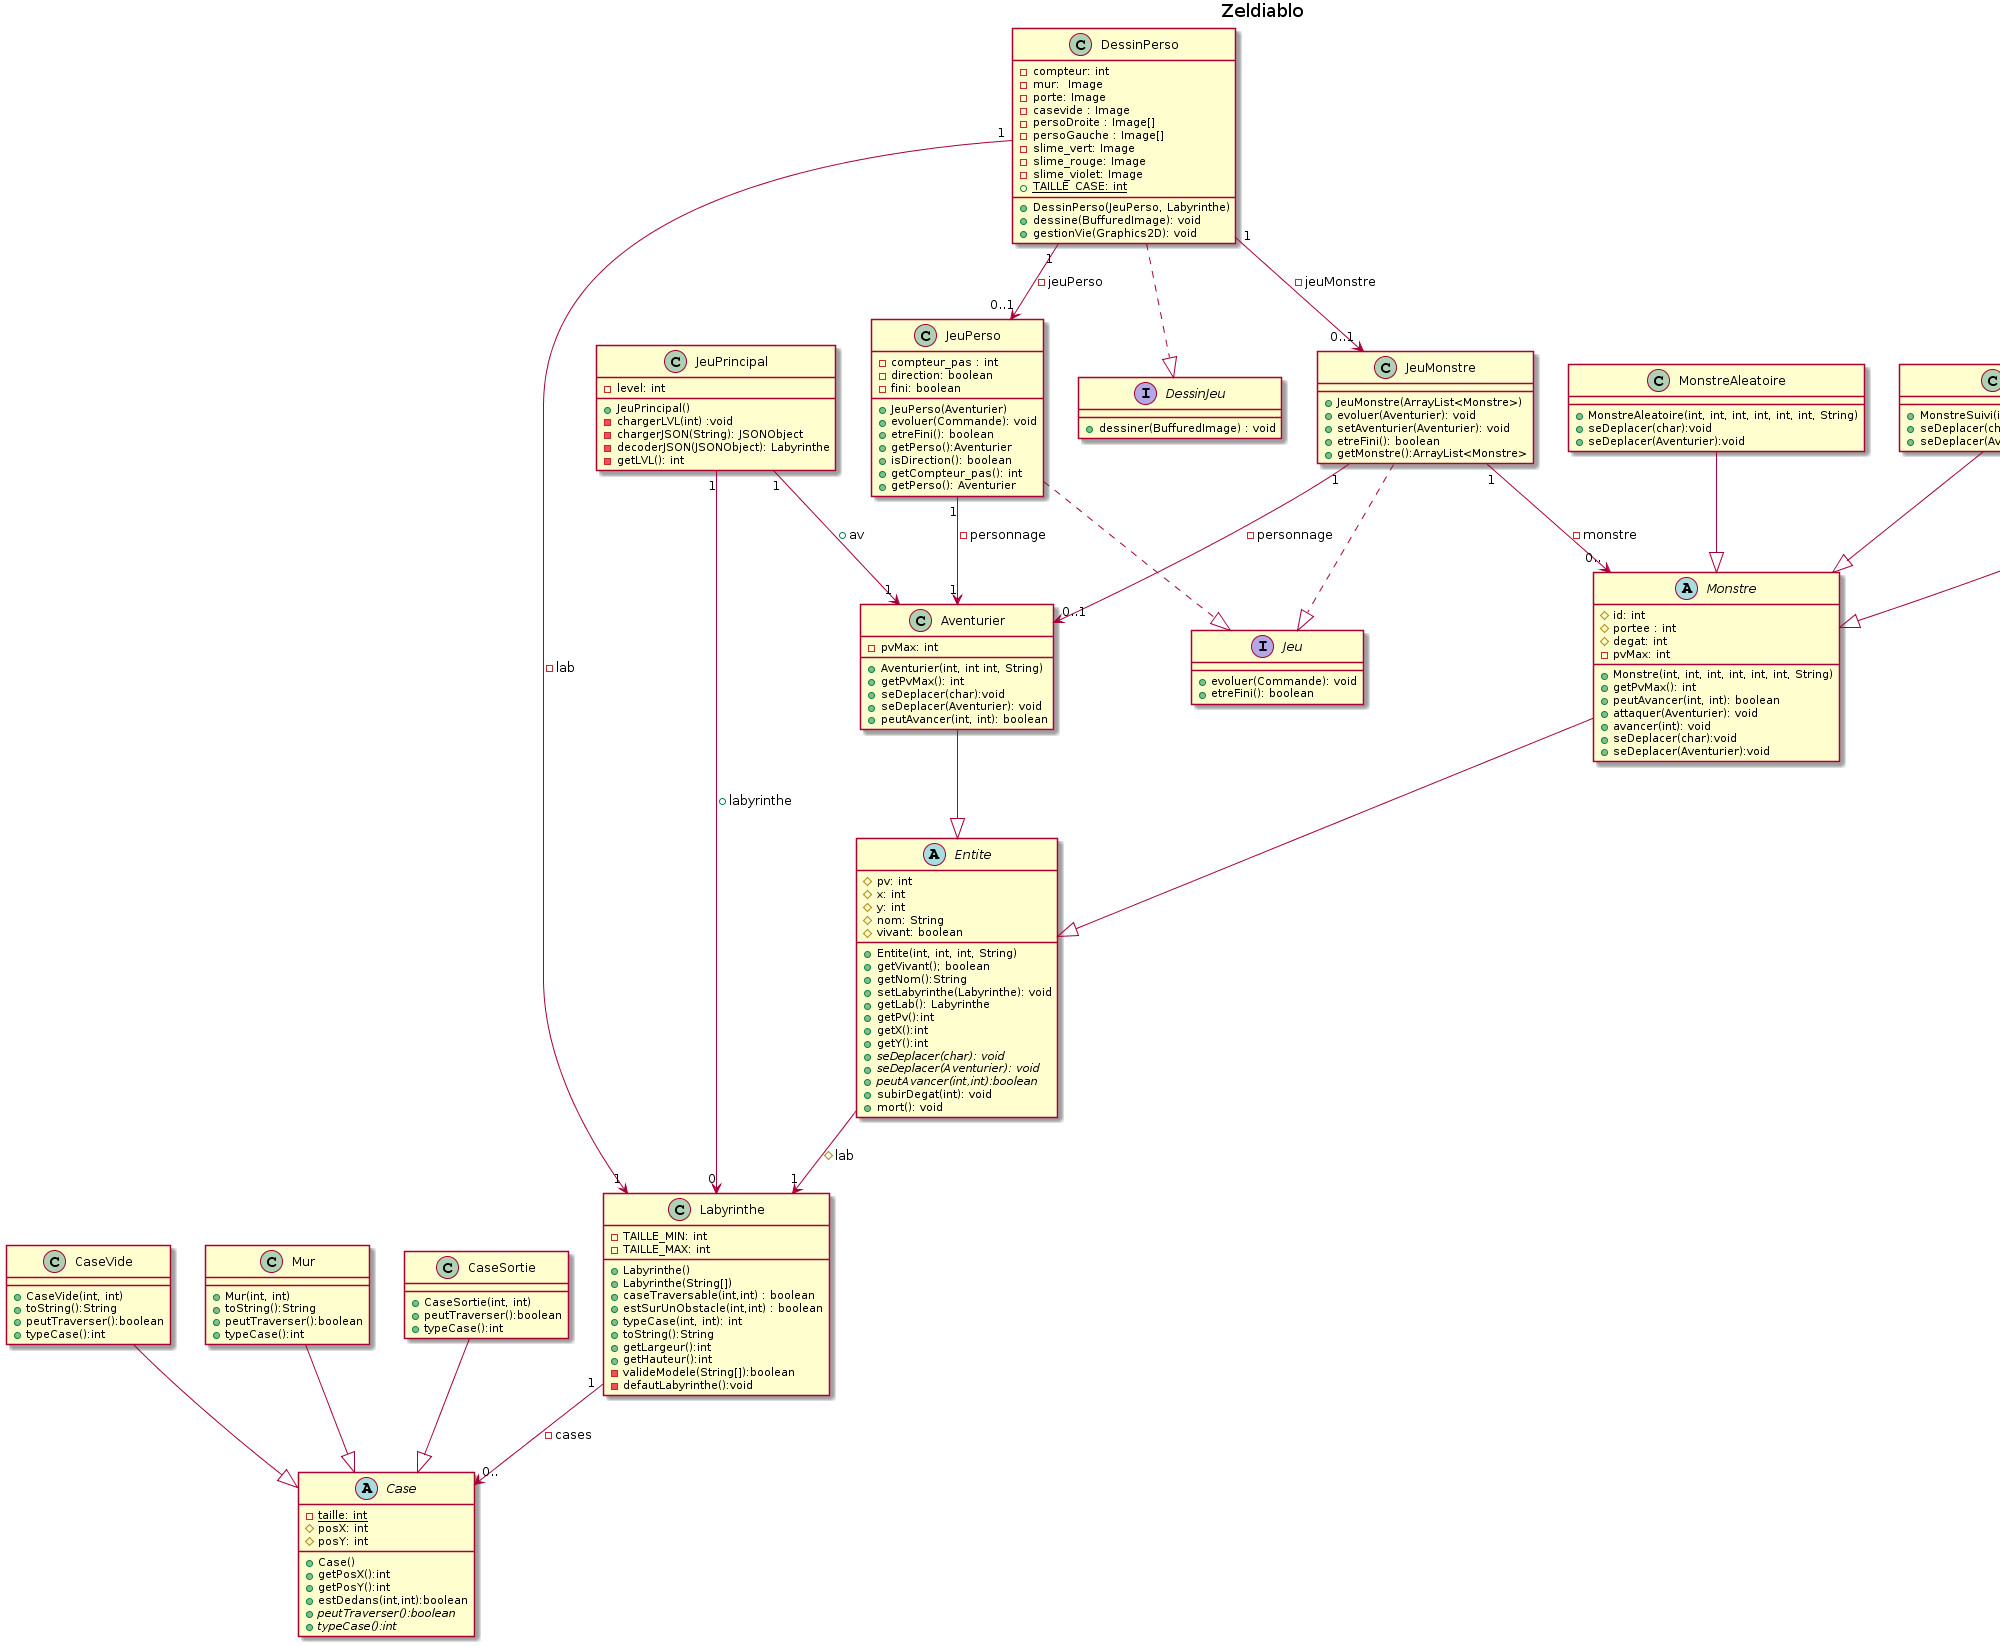 Zeldiablo
C DessinPerso
compteur: int
mur:  Image
porte: Image
casevide : Image
persoDroite : Image[]
persoGauche : Image[]
slime_vert: Image
slime_rouge: Image
slime_violet: Image
TAILLE_CASE: int
DessinPerso(JeuPerso, Labyrinthe)
dessine(BuffuredImage): void
gestionVie(Graphics2D): void
1
1
1
jeuPerso
jeuMonstre
0..1
0..1
C JeuPrincipal
level: int
JeuPrincipal()
chargerLVL(int) :void
chargerJSON(String): JSONObject
decoderJSON(JSONObject): Labyrinthe
getLVL(): int
C JeuPerso
compteur_pas : int
direction: boolean
fini: boolean
JeuPerso(Aventurier)
evoluer(Commande): void
etreFini(): boolean
getPerso():Aventurier
isDirection(): boolean
getCompteur_pas(): int
getPerso(): Aventurier
I DessinJeu
dessiner(BuffuredImage) : void
C JeuMonstre
JeuMonstre(ArrayList<Monstre>)
evoluer(Aventurier): void
setAventurier(Aventurier): void
etreFini(): boolean
getMonstre():ArrayList<Monstre>
C MonstreAleatoire
MonstreAleatoire(int, int, int, int, int, int, String)
seDeplacer(char):void
seDeplacer(Aventurier):void
C
MonstreSuivi(i
seDeplacer(ch
seDeplacer(Av
1
1
1
1
1
av
personnage
personnage
monstre
1
1
0..1
0..
lab
C Aventurier
pvMax: int
Aventurier(int, int int, String)
getPvMax(): int
seDeplacer(char):void
seDeplacer(Aventurier): void
peutAvancer(int, int): boolean
I Jeu
evoluer(Commande): void
etreFini(): boolean
A Monstre
id: int
portee : int
degat: int
pvMax: int
Monstre(int, int, int, int, int, int, String)
getPvMax(): int
peutAvancer(int, int): boolean
attaquer(Aventurier): void
avancer(int): void
seDeplacer(char):void
seDeplacer(Aventurier):void
labyrinthe
A Entite
pv: int
x: int
y: int
nom: String
vivant: boolean
Entite(int, int, int, String)
getVivant(); boolean
getNom():String
setLabyrinthe(Labyrinthe): void
getLab(): Labyrinthe
getPv():int
getX():int
getY():int
seDeplacer(char): void
seDeplacer(Aventurier): void
peutAvancer(int,int):boolean
subirDegat(int): void
mort(): void
lab
1
0
1
C CaseVide
CaseVide(int, int)
toString():String
peutTraverser():boolean
typeCase():int
C Mur
Mur(int, int)
toString():String
peutTraverser():boolean
typeCase():int
C CaseSortie
CaseSortie(int, int)
peutTraverser():boolean
typeCase():int
C Labyrinthe
TAILLE_MIN: int
TAILLE_MAX: int
Labyrinthe()
Labyrinthe(String[])
caseTraversable(int,int) : boolean
estSurUnObstacle(int,int) : boolean
typeCase(int, int): int
toString():String
getLargeur():int
getHauteur():int
valideModele(String[]):boolean
defautLabyrinthe():void
1
cases
0..
A Case
taille: int
posX: int
posY: int
Case()
getPosX():int
getPosY():int
estDedans(int,int):boolean
peutTraverser():boolean
typeCase():int